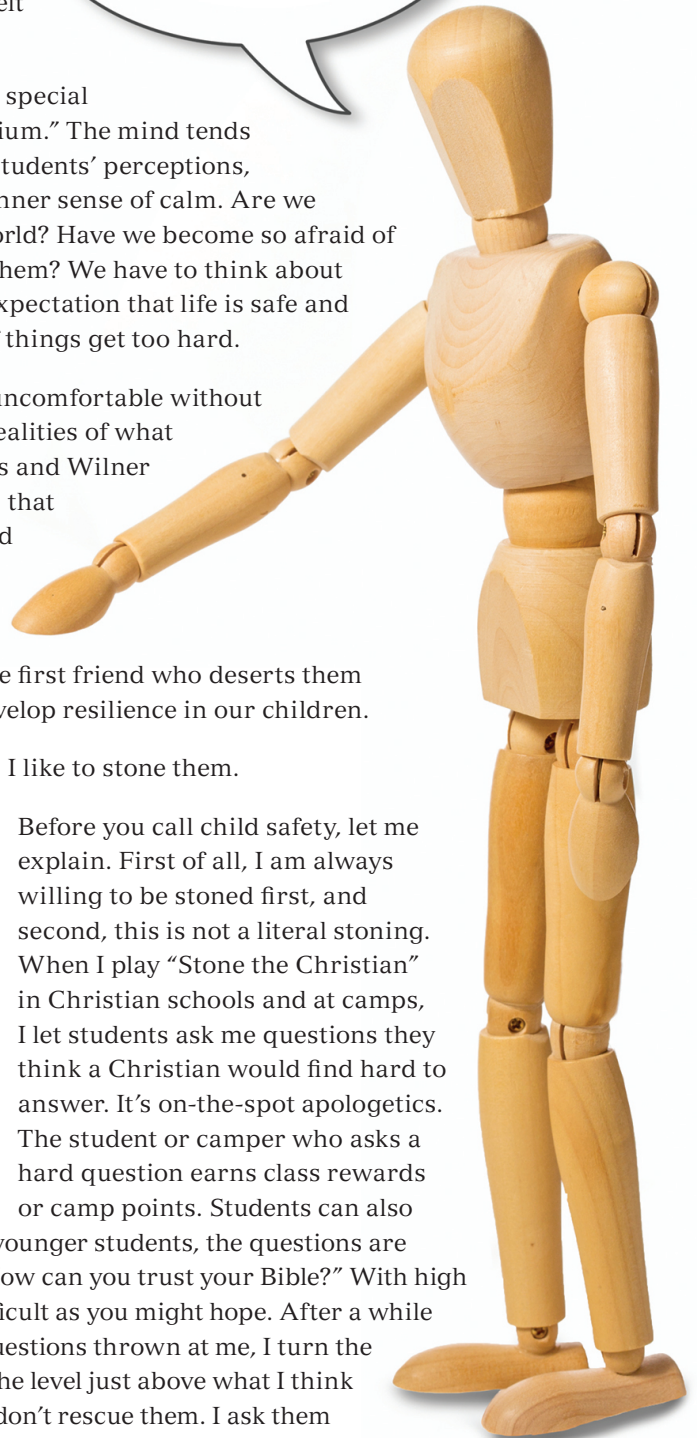 special
ium.” The mind tends
tudents’ perceptions,
nner sense of calm. Are we
orld? Have we become so afraid of
hem? We have to think about
xpectation that life is safe and
things get too hard.
uncomfortable without
ealities of what
s and Wilner
that
d
e first friend who deserts them
velop resilience in our children.
I like to stone them.
Before you call child safety, let me
explain. First of all, I am always
willing to be stoned first, and
second, this is not a literal stoning.
When I play “Stone the Christian”
in Christian schools and at camps,
I let students ask me questions they
think a Christian would find hard to
answer. It’s on-the-spot apologetics.
The student or camper who asks a
hard question earns class rewards
or camp points. Students can also
younger students, the questions are
ow can you trust your Bible?” With high
ficult as you might hope. After a while
uestions thrown at me, I turn the
he level just above what I think
don’t rescue them. I ask them